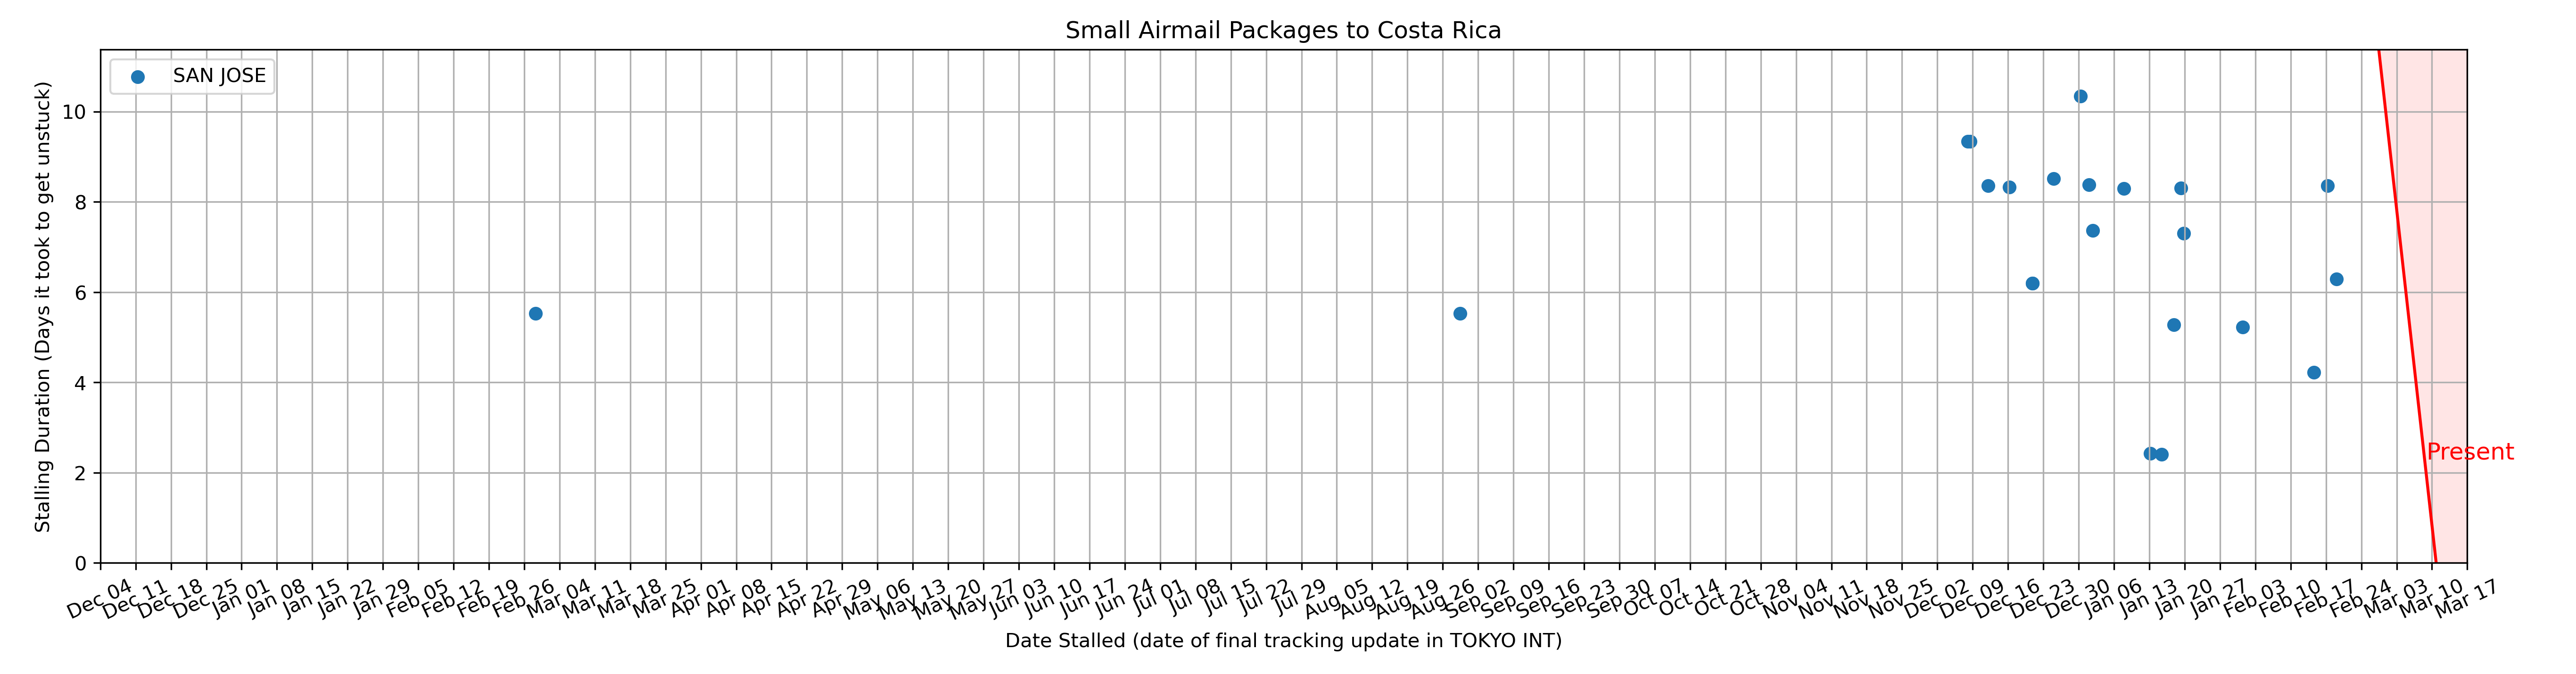 Small Airmail Packages to Costa Rica
SAN JOSE
Stalling Duration (Days it took to get unstuck)
10
8
6
4
2
0
Present
Dec 04 Dec 11 Dec 18 Dec 25 Jan 01 Jan 08 Jan 15 Jan 22 Jan 29 Feb 05 Feb 12 Feb 19 Feb 26 Mar 04 Mar 11 Mar 18 Mar 25 Apr 01 Apr 08 Apr 15 Apr 22 Apr 29 May 06 May 13 May 20 May 27 Jun 03 Jun 10 Jun 17 Jun 24 Jul 01 Jul 08 Jul 15 Jul 22 Jul 29 Aug 05 Aug 12 Aug 19 Aug 26 Sep 02 Sep 09 Sep 16 Sep 23 Sep 30 Oct 07 Oct 14 Oct 21 Oct 28 Nov 04 Nov 11 Nov 18 Nov 25 Dec 02 Dec 09 Dec 16 Dec 23 Dec 30 Jan 06 Jan 13 Jan 20 Jan 27 Feb 03 Feb 10 Feb 17 Feb 24 Mar 03 Mar 10 Mar 17
Date Stalled (date of final tracking update in TOKYO INT)